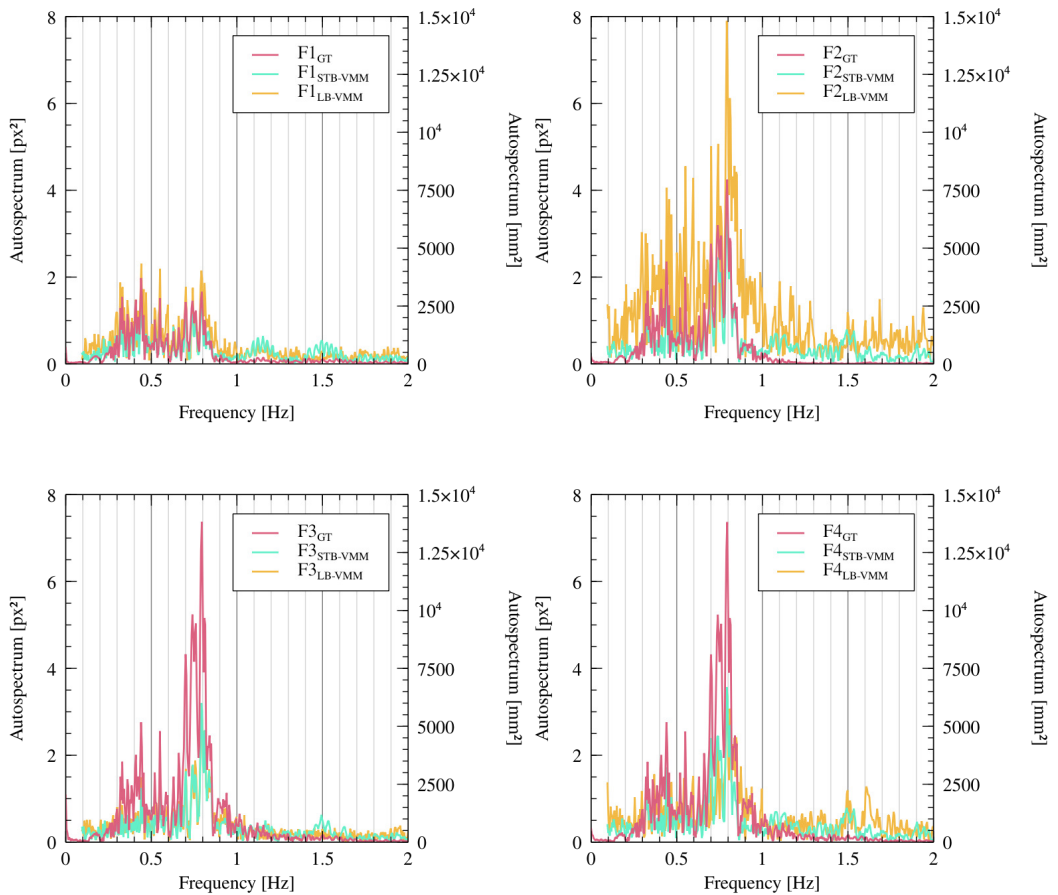 8
6
4
2
0
Autospectrum [px²]
1.5×10⁴
1.25×10⁴
10⁴
7500
5000
2500
0
Autospectrum [mm²]
F1GT
F1STB-VMM
F1LB-VMM
0 0.5 1 1.5 2
Frequency [Hz]
8
6
4
2
0
Autospectrum [px²]
1.5×10⁴
1.25×10⁴
10⁴
7500
5000
2500
0
Autospectrum [mm²]
F2GT
F2STB-VMM
F2LB-VMM
0 0.5 1 1.5 2
Frequency [Hz]
8
6
4
2
0
Autospectrum [px²]
1.5×10⁴
1.25×10⁴
10⁴
7500
5000
2500
0
Autospectrum [mm²]
F3GT
F3STB-VMM
F3LB-VMM
0 0.5 1 1.5 2
Frequency [Hz]
8
6
4
2
0
Autospectrum [px²]
1.5×10⁴
1.25×10⁴
10⁴
7500
5000
2500
0
Autospectrum [mm²]
F4GT
F4STB-VMM
F4LB-VMM
0 0.5 1 1.5 2
Frequency [Hz]